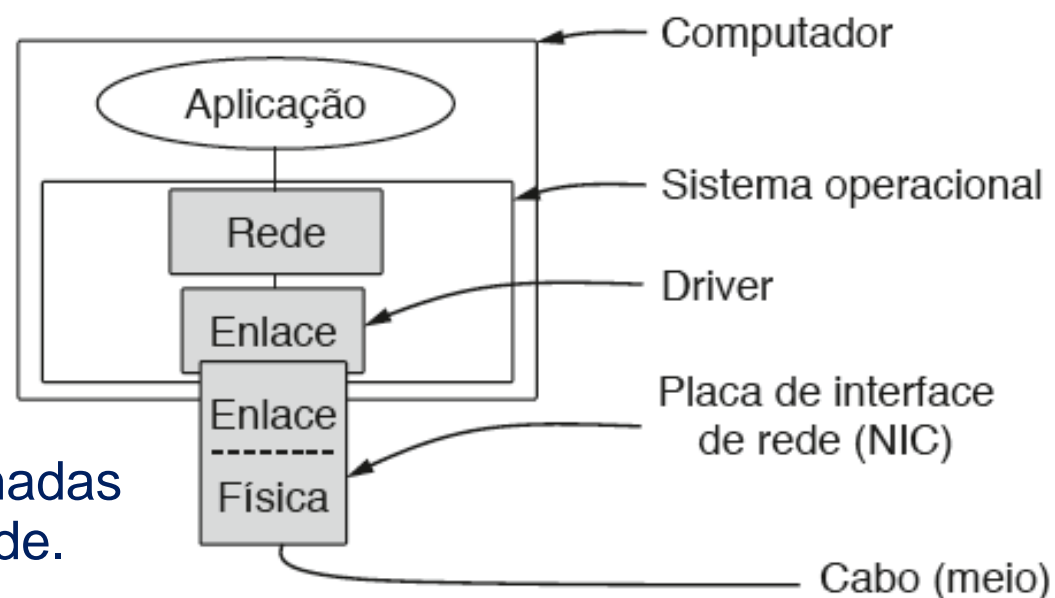 Computador
Aplicação
Sistema operacional
Rede
Driver
Enlace
Placa de interface
de rede (NIC)
Enlace
Física
Cabo (meio)